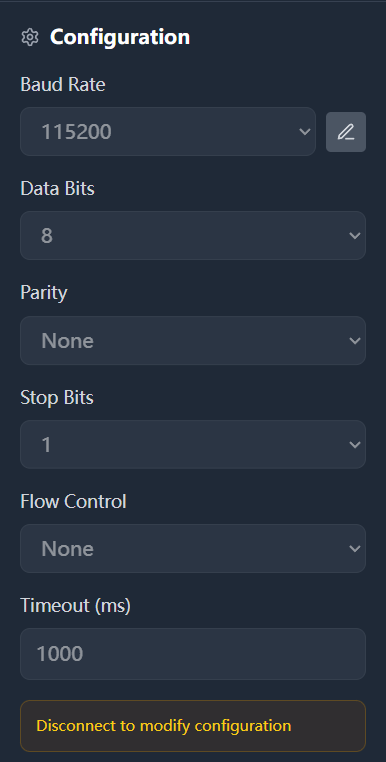 Configuration
Baud Rate
115200
Data Bits
8
Parity
None
Stop Bits
1
Flow Control
None
Timeout (ms)
1000
Disconnect to modify configuration